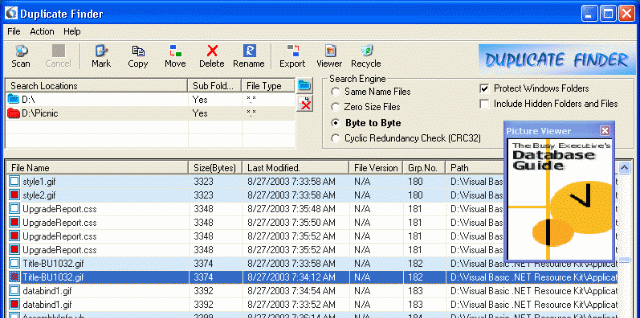 Duplicate Finder
File Action Help
Scan Cancel Mark Copy Move Delete Rename Export Viewer Recycle
DUPLICATE FINDER
Search Locations Sub Fold... File Type
D:\ Yes *.*
D:\Picnic Yes *.*
Search Engine
Same Name Files
Zero Size Files
Byte to Byte
Cyclic Redundancy Check (CRC32)
Protect Windows Folders
Include Hidden Folders and Files
Picture Viewer
The Busy Executive's
Database
Guide
File Name Size(Bytes) Last Modified. File Version Grp.No. Path
style1.gif 3323 8/27/2003 7:33:58 AM N/A 180 D:\Visual Basic
style2.gif 3323 8/27/2003 7:33:58 AM N/A 180 D:\Visual Basic
UpgradeReport.css 3348 8/27/2003 7:35:48 AM N/A 181 D:\Visual Basic
UpgradeReport.css 3348 8/27/2003 7:35:50 AM N/A 181 D:\Visual Basic
UpgradeReport.css 3348 8/27/2003 7:35:52 AM N/A 181 D:\Visual Basic
UpgradeReport.css 3348 8/27/2003 7:35:52 AM N/A 181 D:\Visual Basic
Title-BU1032.gif 3374 8/27/2003 7:33:58 AM N/A 182 D:\Visual Basic .NET Resource Kit\Applicat
Title-BU1032.gif 3374 8/27/2003 7:34:12 AM N/A 182 D:\Visual Basic .NET Resource Kit\Applicat
databind1.gif 3392 8/27/2003 7:34:54 AM N/A 183 D:\Visual Basic .NET Resource Kit\Applicat
databind1.gif 3399 8/27/2003 7:33:52 AM N/A 184 D:\Visual Basic .NET Resource Kit\Applicat